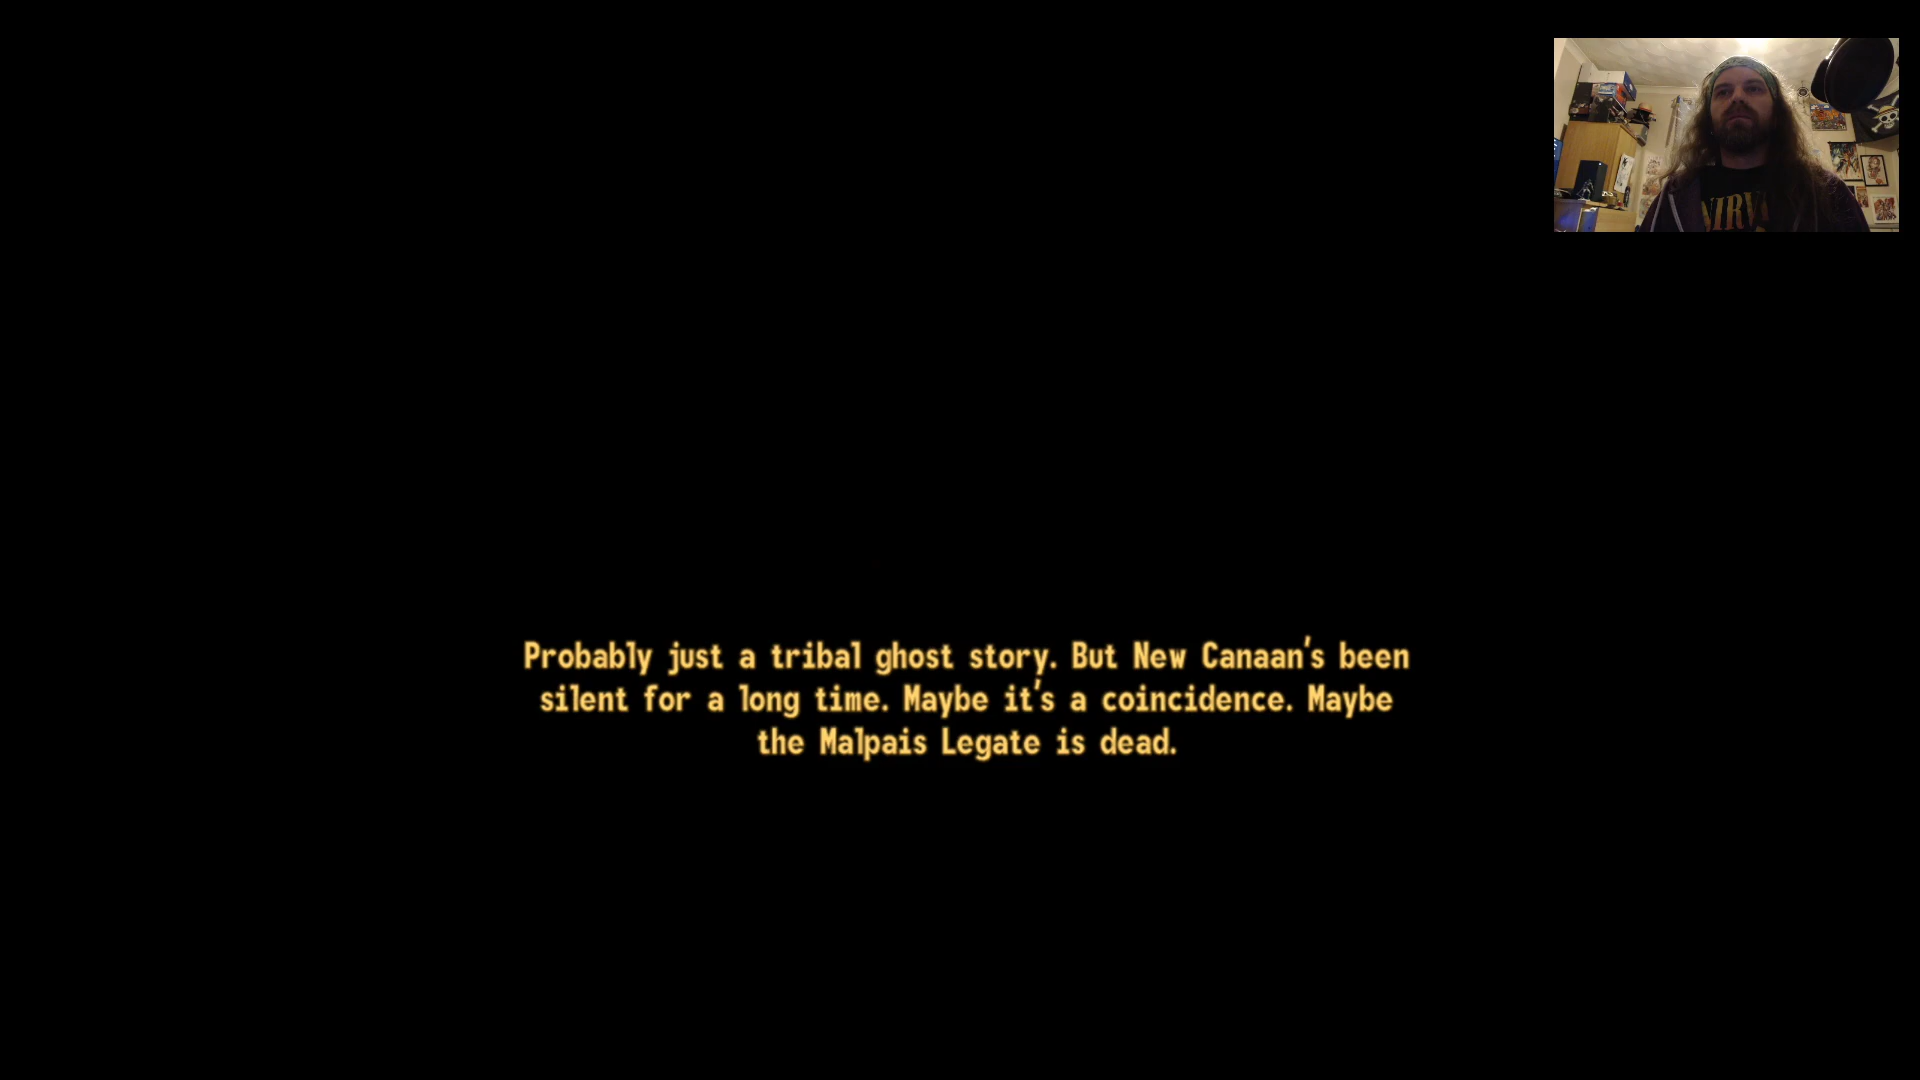 Probably just a tribal ghost story. But New Canaan's been
silent for a long time. Maybe it's a coincidence. Maybe
the Malpais Legate is dead.
NIRV